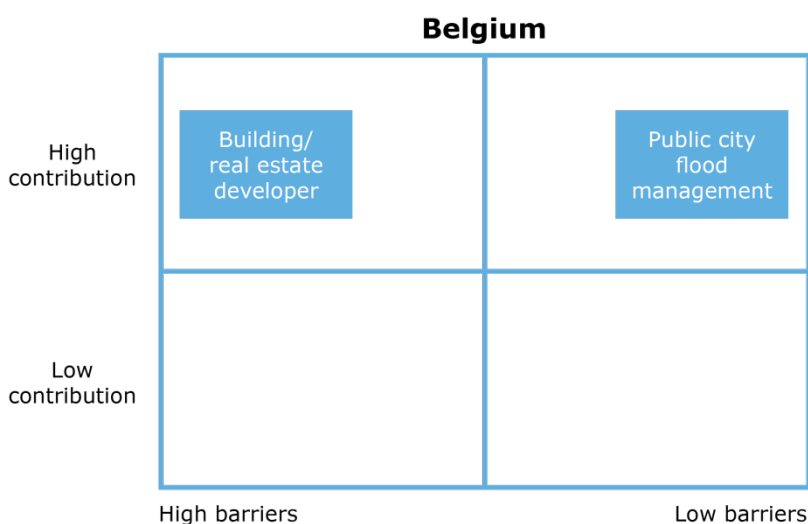 Belgium
High
contribution
Building/
real estate
developer
Public city
flood
management
Low
contribution
High barriers
Low barriers